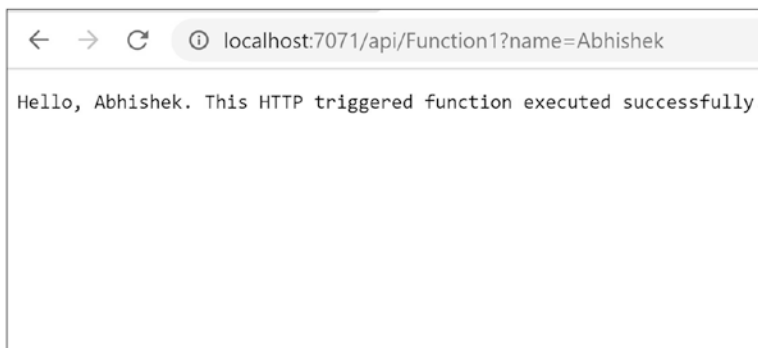 localhost:7071/api/Function1?name=Abhishek
Hello, Abhishek. This HTTP triggered function executed successfully